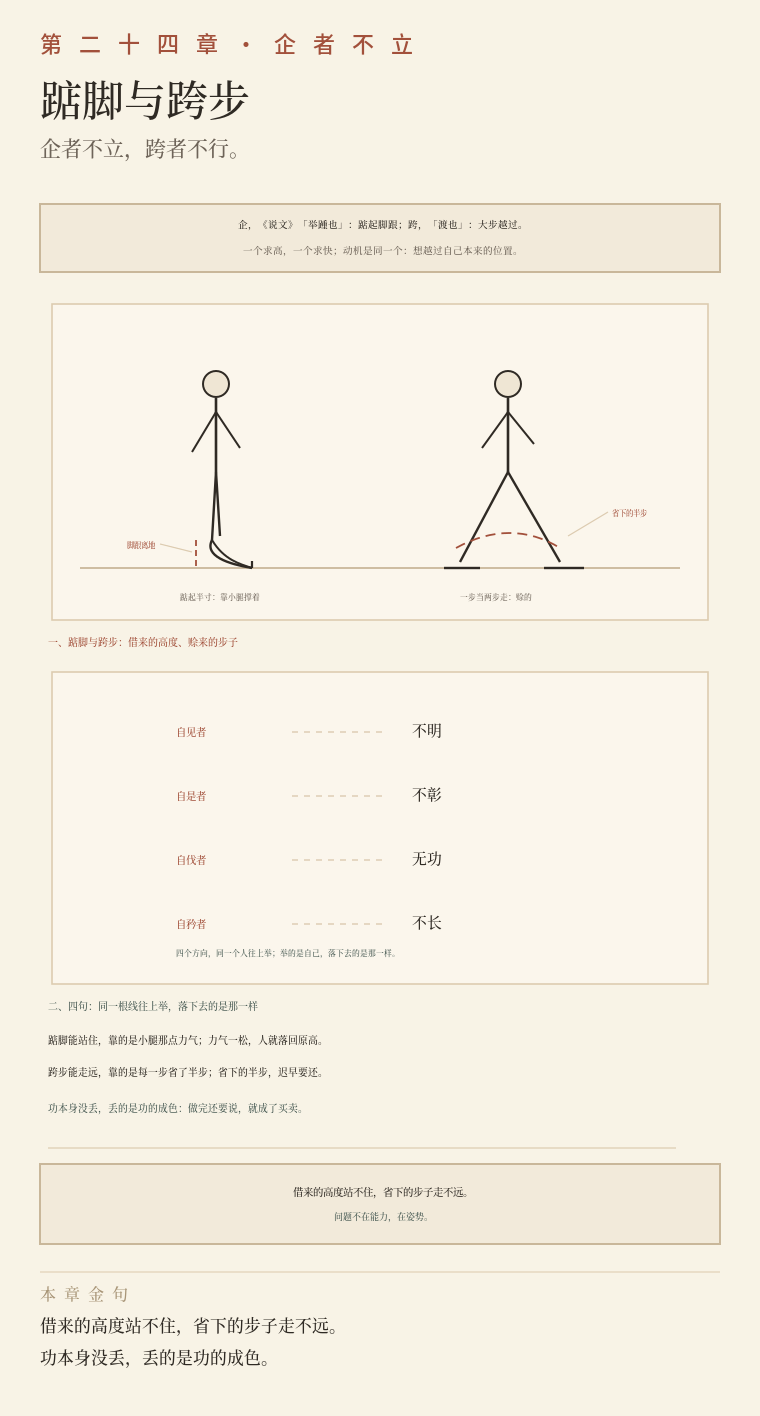 第二十四章·企者不立
踮脚与跨步
企者不立，跨者不行。
企，《说文》「举踵也」：踮起脚跟；跨，「渡也」：大步越过。
一个求高，一个求快；动机是同一个：想越过自己本来的位置。
脚跟离地
省下的半步
踮起半寸：靠小腿撑着
一步当两步走：赊的
一、踮脚与跨步：借来的高度、赊来的步子
自见者 不明
自是者 不彰
自伐者 无功
自矜者 不长
四个方向，同一个人往上举；举的是自己，落下去的是那一样。
二、四句：同一根线往上举，落下去的是那一样
踮脚能站住，靠的是小腿那点力气；力气一松，人就落回原高。
跨步能走远，靠的是每一步省了半步；省下的半步，迟早要还。
功本身没丢，丢的是功的成色：做完还要说，就成了买卖。
借来的高度站不住，省下的步子走不远。
问题不在能力，在姿势。
本章金句
借来的高度站不住，省下的步子走不远。
功本身没丢，丢的是功的成色。